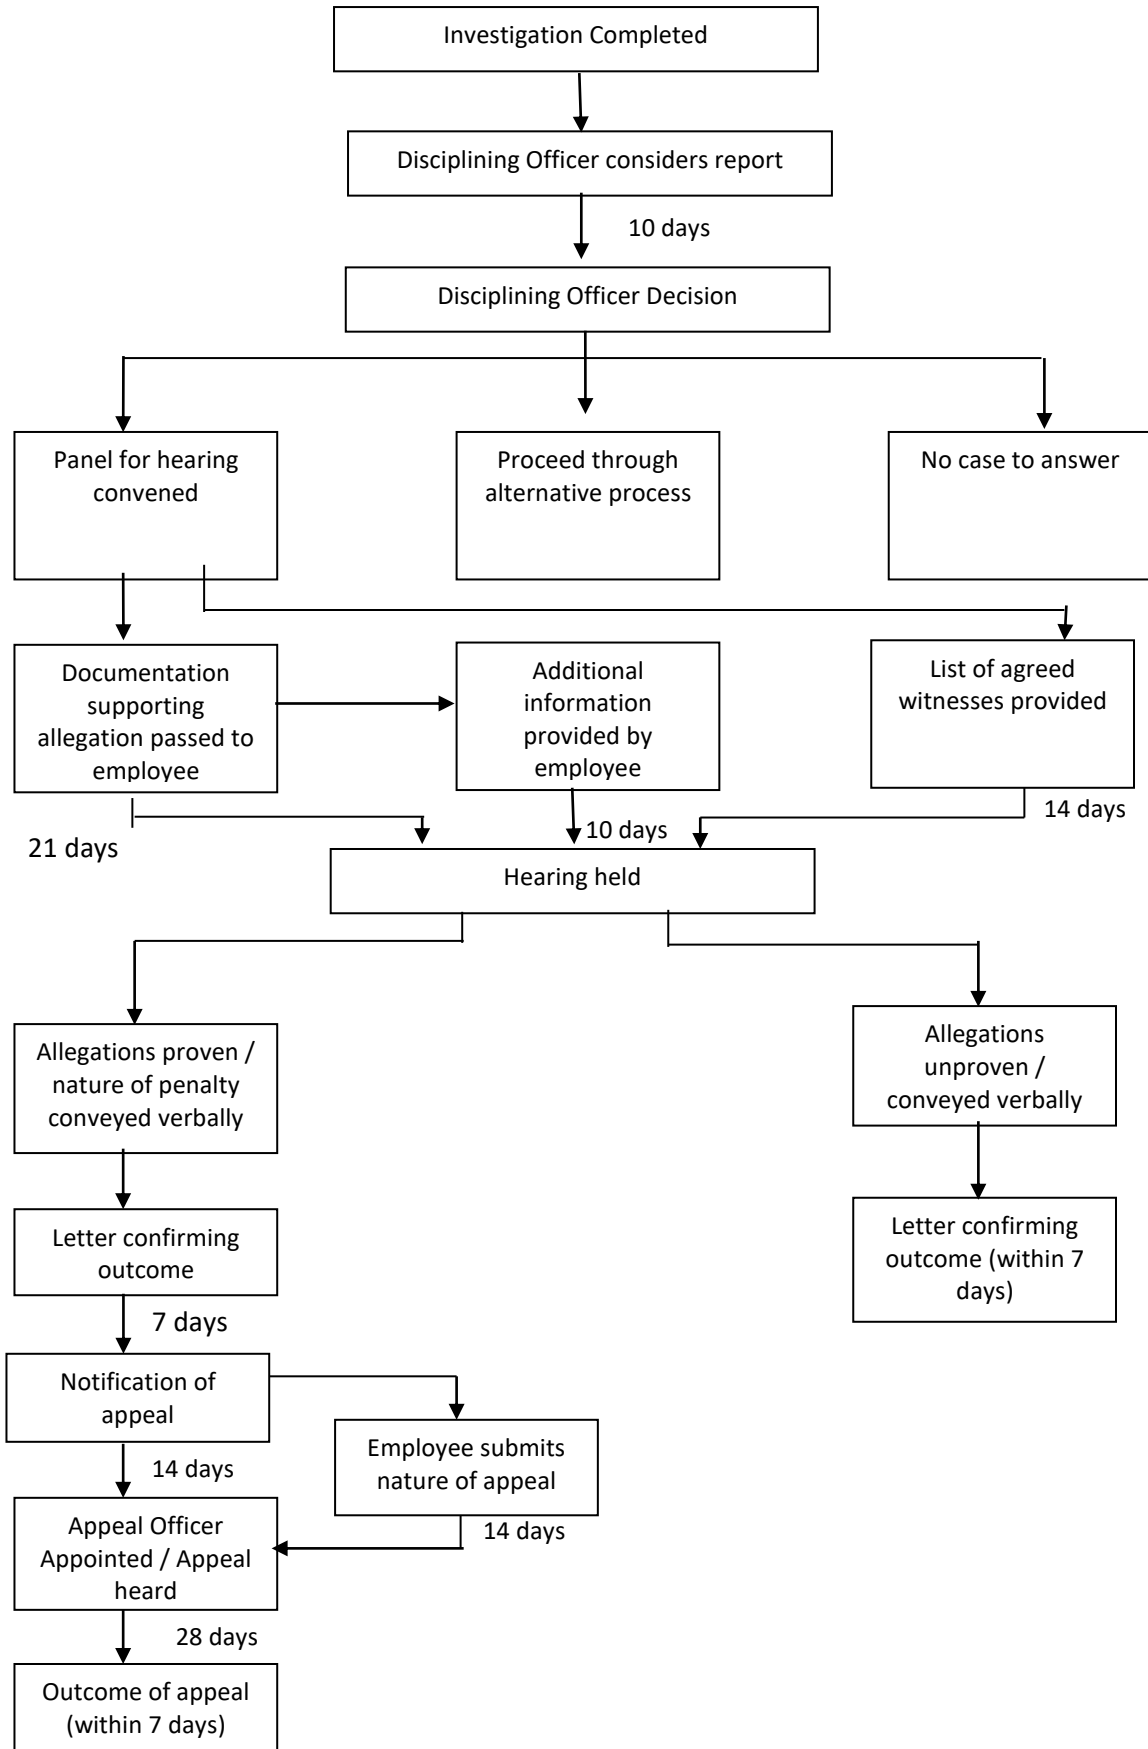 Investigation Completed
Disciplining Officer considers report
10 days
Disciplining Officer Decision
Panel for hearing
convened
Proceed through
alternative process
No case to answer
Documentation
supporting
allegation passed to
employee
Additional
information
provided by
employee
List of agreed
witnesses provided
21 days
10 days
14 days
Hearing held
Allegations proven /
nature of penalty
conveyed verbally
Allegations
unproven /
conveyed verbally
Letter confirming
outcome
Letter confirming
outcome (within 7
days)
7 days
Notification of
appeal
Employee submits
nature of appeal
14 days
14 days
Appeal Officer
Appointed / Appeal
heard
28 days
Outcome of appeal
(within 7 days)